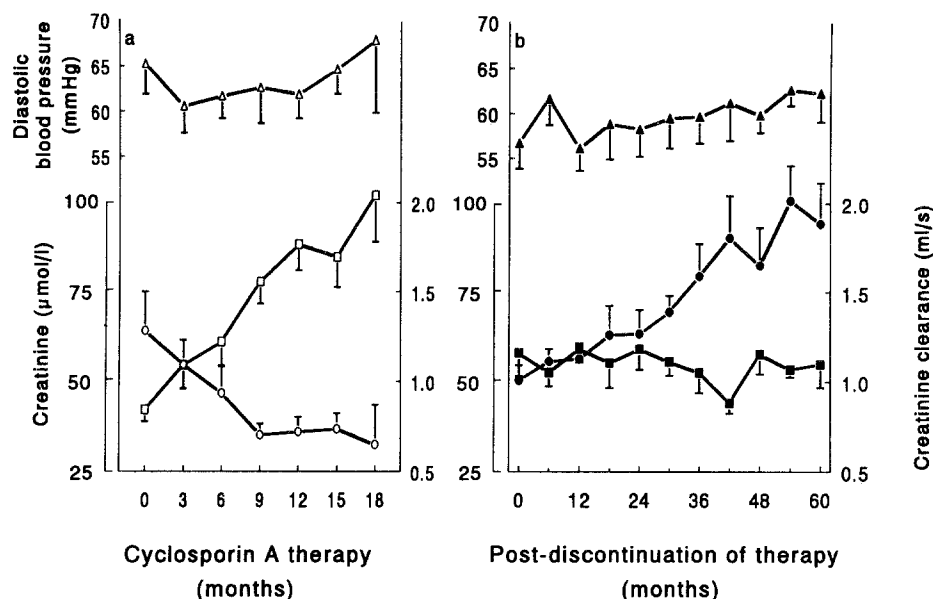 Diastolic
blood pressure
(mmHg)
70
65
60
55
a
100
75
50
25
Creatinine (µmol/l)
2.0
1.5
1.0
0.5
0 3 6 9 12 15 18
Cyclosporin A therapy
(months)
70
65
60
55
b
100
75
50
25
2.0
1.5
1.0
0.5
Creatinine clearance (ml/s)
0 12 24 36 48 60
Post-discontinuation of therapy
(months)